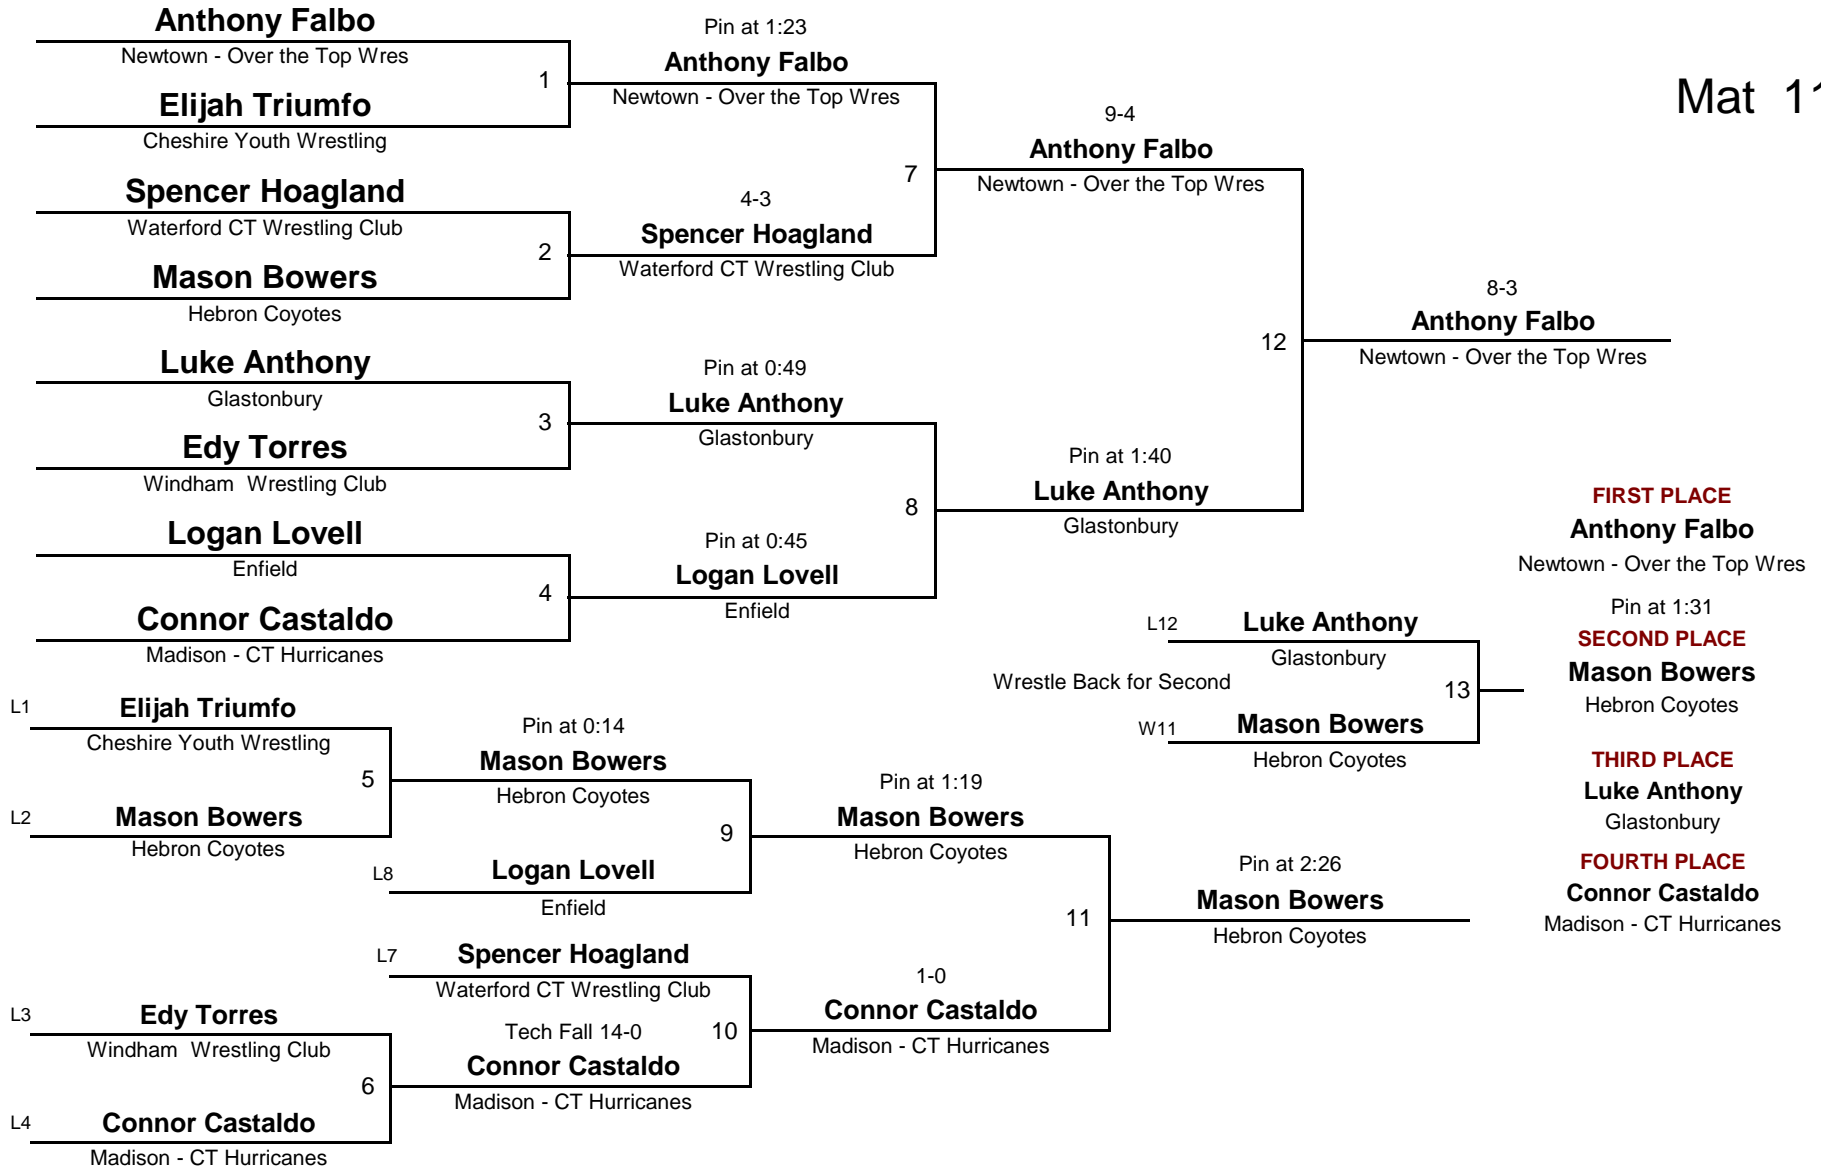 Anthony Falbo
Newtown - Over the Top Wres
1
Elijah Triumfo
Cheshire Youth Wrestling
Spencer Hoagland
Waterford CT Wrestling Club
2
Mason Bowers
Hebron Coyotes
Luke Anthony
Glastonbury
3
Edy Torres
Windham  Wrestling Club
Logan Lovell
Enfield
4
Connor Castaldo
Madison - CT Hurricanes
Pin at 1:23
Anthony Falbo
Newtown - Over the Top Wres
7
4-3
Spencer Hoagland
Waterford CT Wrestling Club
Pin at 0:49
Luke Anthony
Glastonbury
8
Pin at 0:45
Logan Lovell
Enfield
9-4
Anthony Falbo
Newtown - Over the Top Wres
12
Pin at 1:40
Luke Anthony
Glastonbury
Mat  11
8-3
Anthony Falbo
Newtown - Over the Top Wres
L1
Elijah Triumfo
Cheshire Youth Wrestling
5
L2
Mason Bowers
Hebron Coyotes
L3
Edy Torres
Windham  Wrestling Club
6
L4
Connor Castaldo
Madison - CT Hurricanes
Pin at 0:14
Mason Bowers
Hebron Coyotes
9
L8
Logan Lovell
Enfield
L7
Spencer Hoagland
Waterford CT Wrestling Club
10
Tech Fall 14-0
Connor Castaldo
Madison - CT Hurricanes
Pin at 1:19
Mason Bowers
Hebron Coyotes
11
1-0
Connor Castaldo
Madison - CT Hurricanes
Pin at 2:26
Mason Bowers
Hebron Coyotes
L12
Luke Anthony
Glastonbury
Wrestle Back for Second
13
W11
Mason Bowers
Hebron Coyotes
FIRST PLACE
Anthony Falbo
Newtown - Over the Top Wres
Pin at 1:31
SECOND PLACE
Mason Bowers
Hebron Coyotes
THIRD PLACE
Luke Anthony
Glastonbury
FOURTH PLACE
Connor Castaldo
Madison - CT Hurricanes